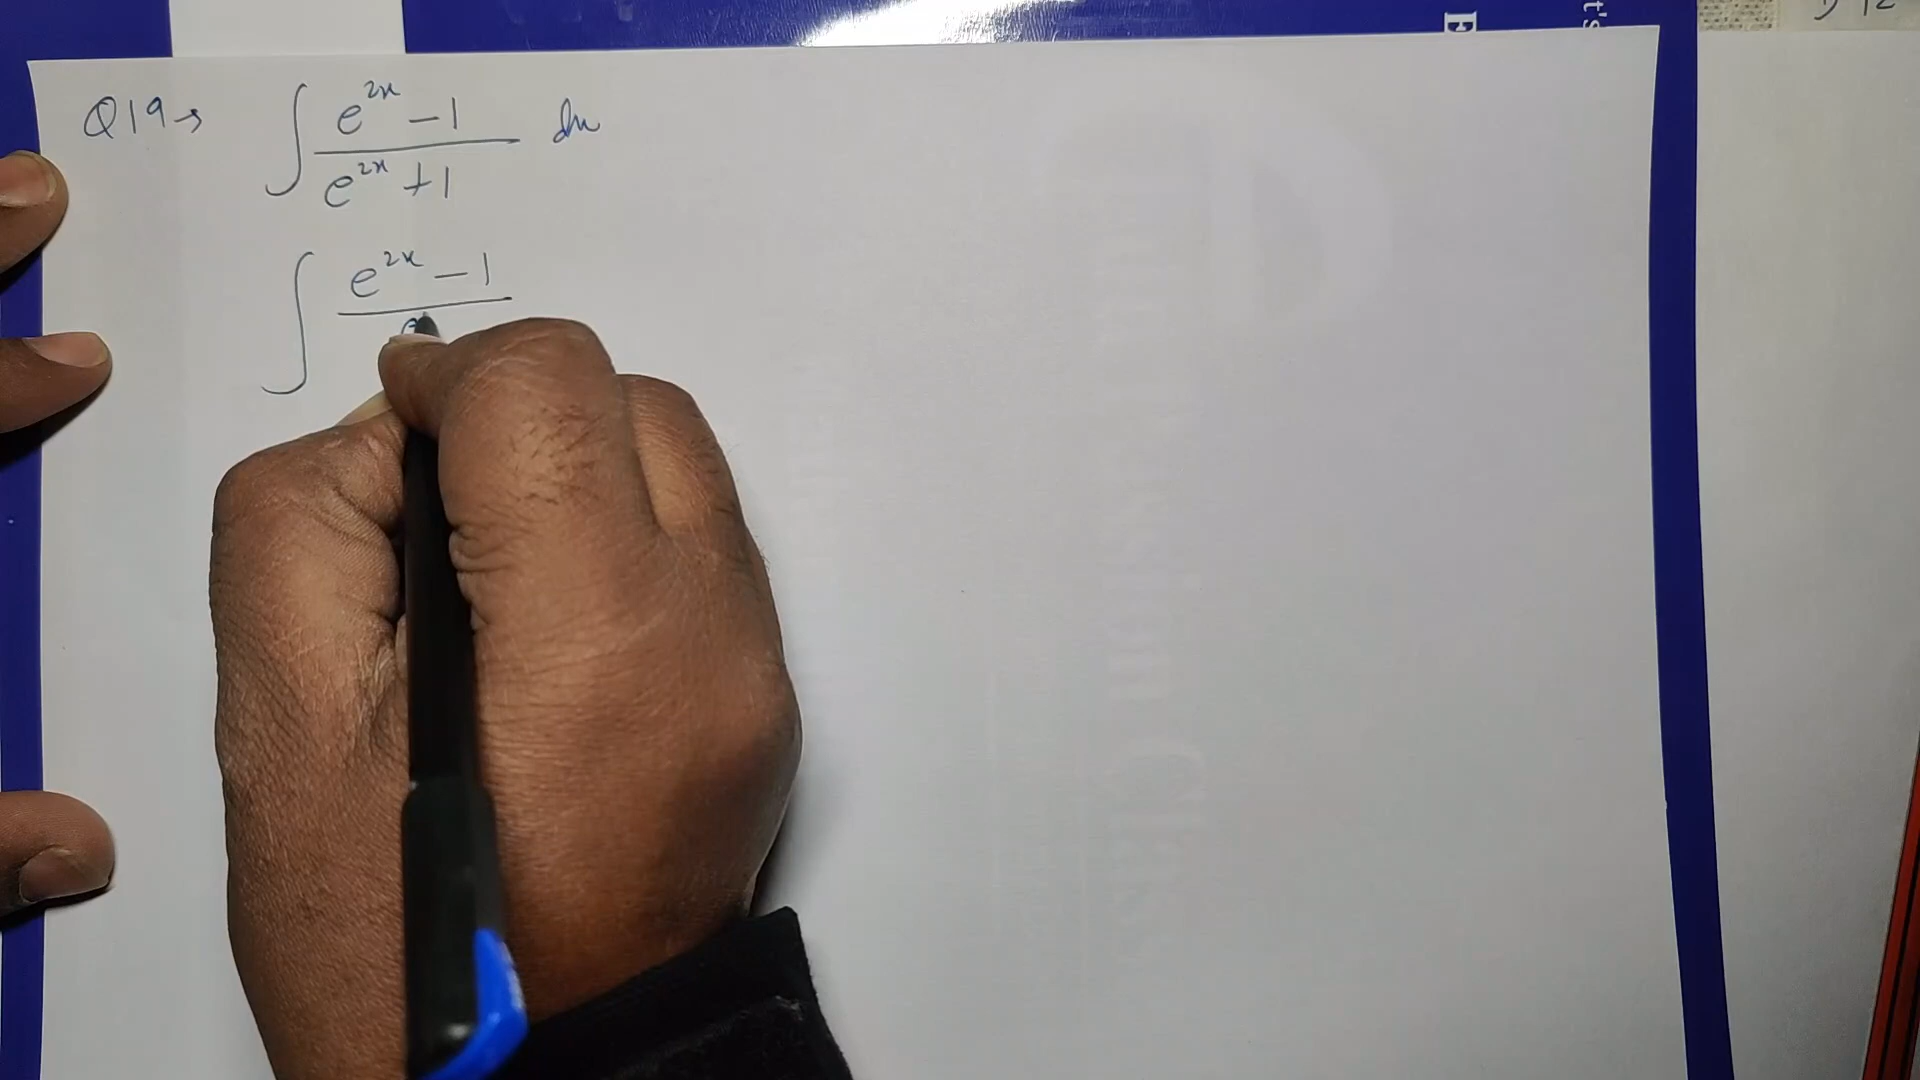 Q19→ ∫ e^{2x} - 1 / e^{2x} + 1 dx
∫ e^{2x} - 1 / e
t's
E